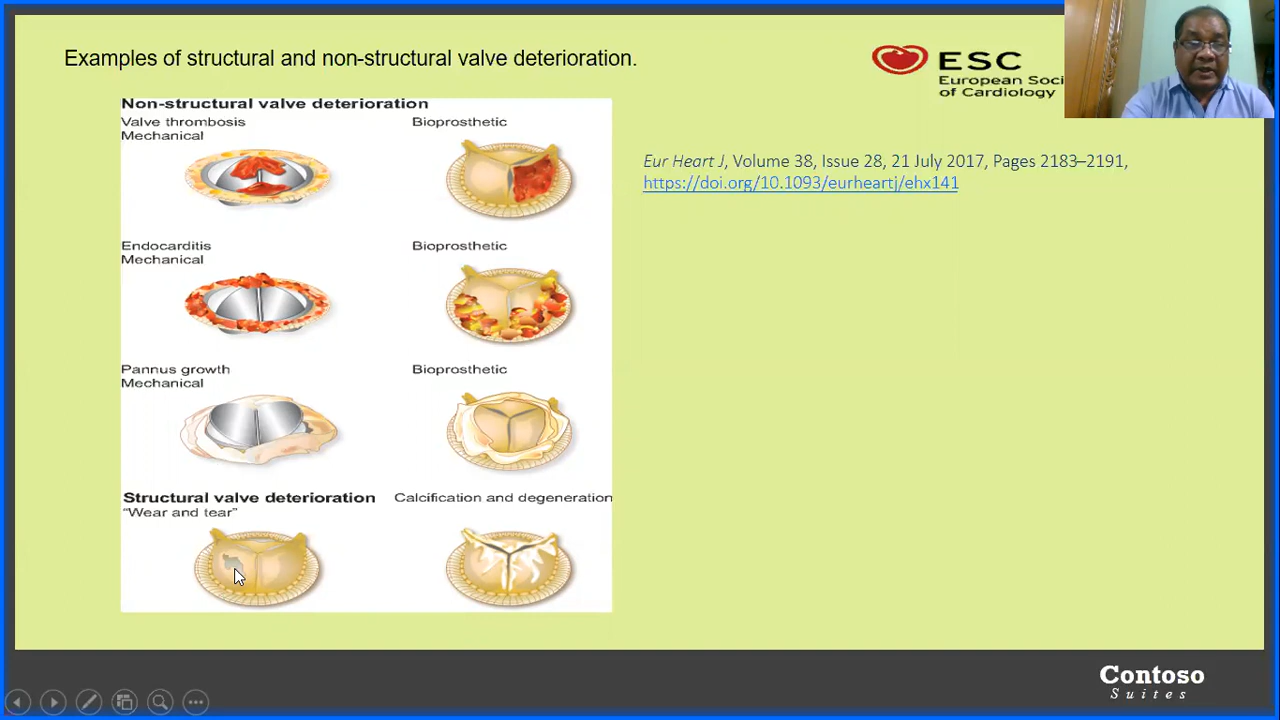 Examples of structural and non-structural valve deterioration.
ESC
European Soci
of Cardiology
Non-structural valve deterioration
Valve thrombosis
Mechanical
Bioprosthetic
Eur Heart J, Volume 38, Issue 28, 21 July 2017, Pages 2183–2191,
https://doi.org/10.1093/eurheartj/ehx141
Endocarditis
Mechanical
Bioprosthetic
Pannus growth
Mechanical
Bioprosthetic
Structural valve deterioration
“Wear and tear”
Calcification and degeneration
Contoso
Suites